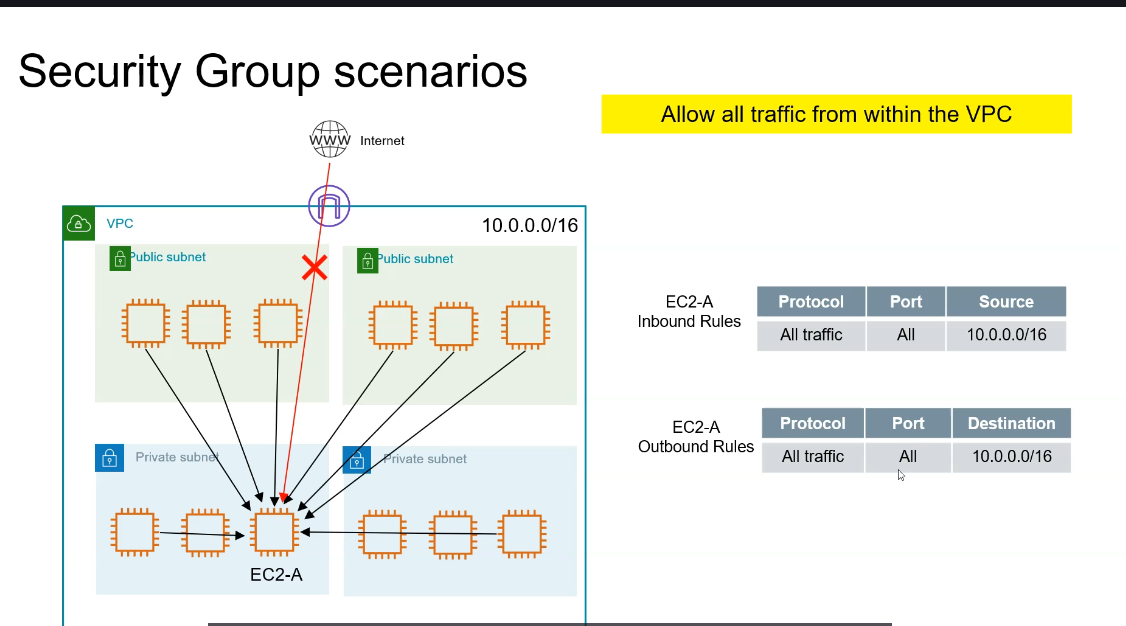 Security Group scenarios
Allow all traffic from within the VPC
WWW Internet
VPC 10.0.0.0/16
Public subnet
Public subnet
Private subnet
Private subnet
EC2-A
EC2-A
Inbound Rules
Protocol Port Source
All traffic All 10.0.0.0/16
EC2-A
Outbound Rules
Protocol Port Destination
All traffic All 10.0.0.0/16